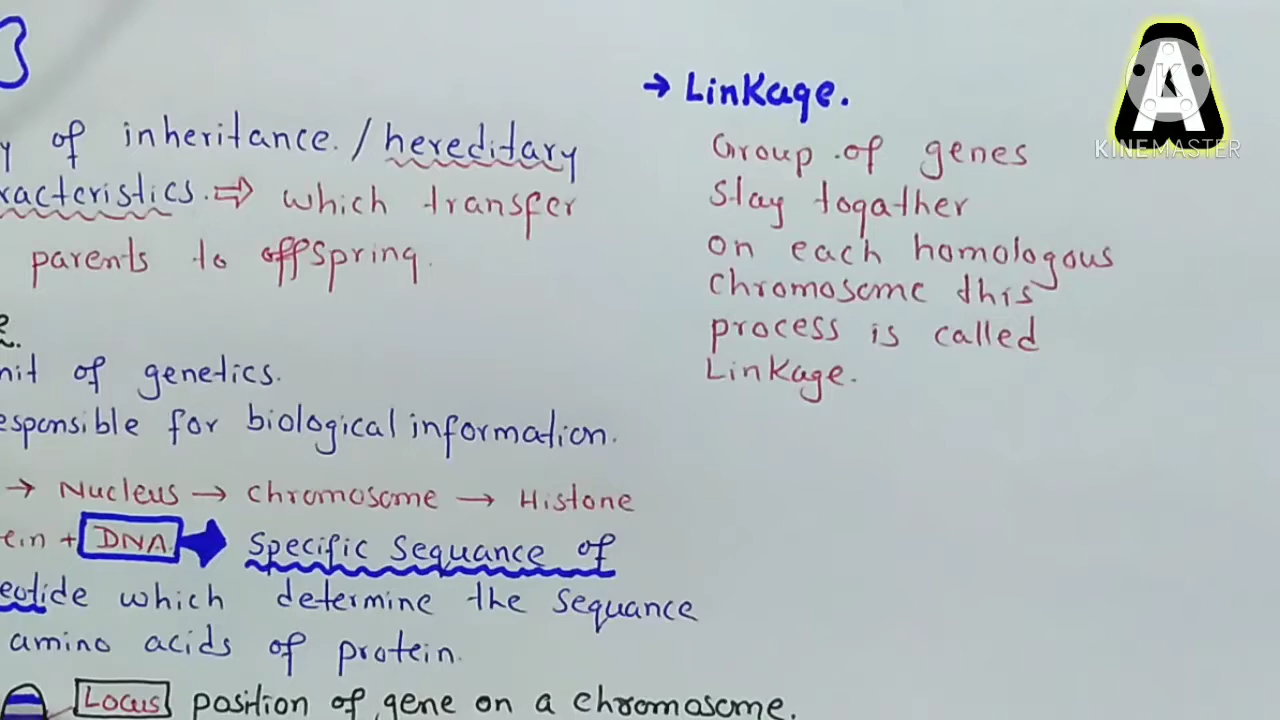 3
y of inheritance. / hereditary
racteristics. ⇒ which transfer
parents to offspring.
e.
nit of genetics.
esponsible for biological information.
→ Nucleus → chromosome → Histone
ein + DNA → Specific Sequance of
eotide which determine the sequance
amino acids of protein.
Locus position of gene on a chromosome.
→ Linkage.
Group of genes
stay togather
on each homologous
chromosome this
process is called
Linkage.
A
K
KINEMASTER